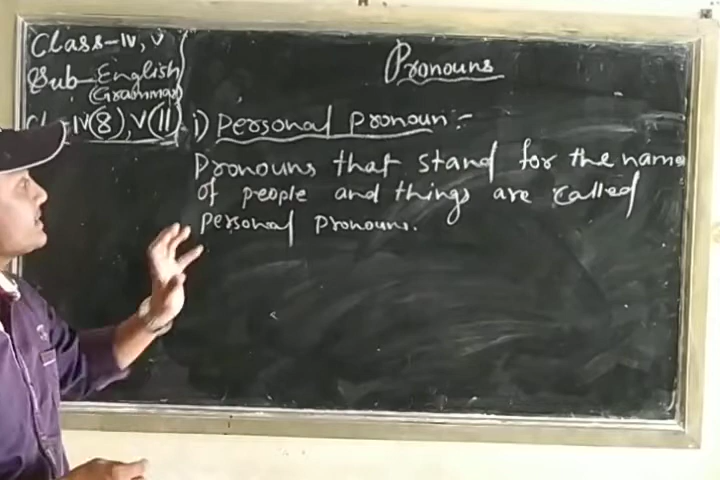 Class-IV, V
Sub-English
(Grammar)
IV(8), V(11)
Pronouns
1) Personal pronoun :-
Pronouns that stand for the name
of people and things are called
personal pronouns.